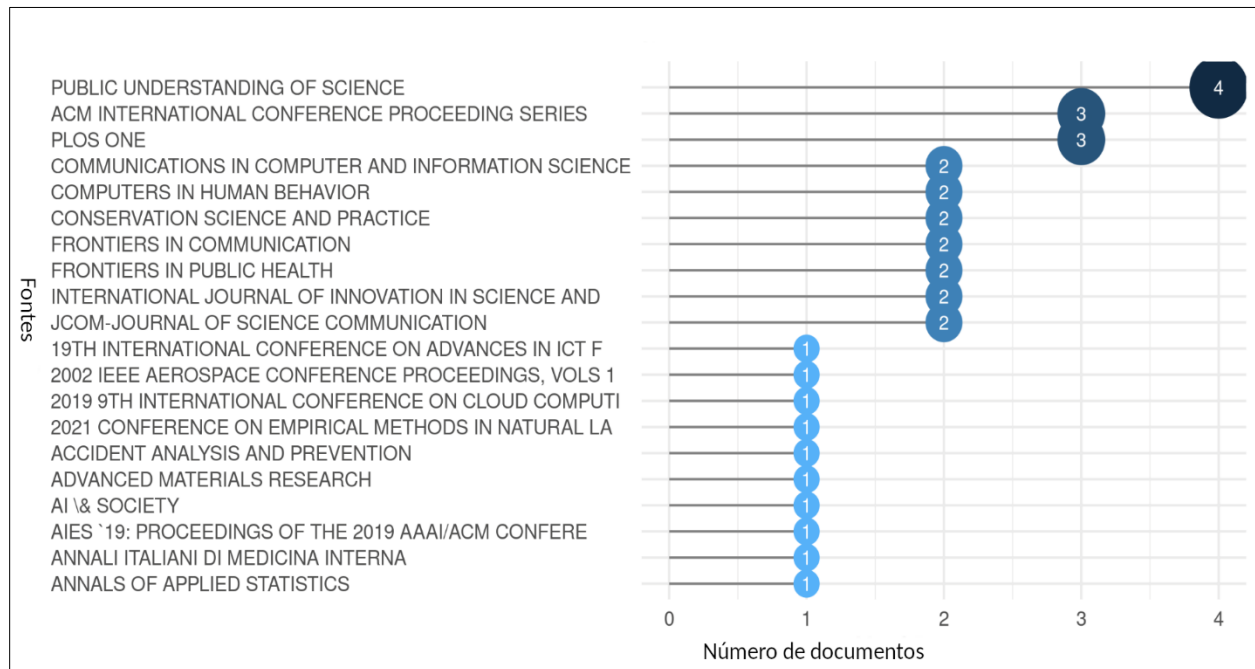 PUBLIC UNDERSTANDING OF SCIENCE 4
ACM INTERNATIONAL CONFERENCE PROCEEDING SERIES 3
PLOS ONE 3
COMMUNICATIONS IN COMPUTER AND INFORMATION SCIENCE 2
COMPUTERS IN HUMAN BEHAVIOR 2
CONSERVATION SCIENCE AND PRACTICE 2
FRONTIERS IN COMMUNICATION 2
FRONTIERS IN PUBLIC HEALTH 2
INTERNATIONAL JOURNAL OF INNOVATION IN SCIENCE AND 2
JCOM-JOURNAL OF SCIENCE COMMUNICATION 2
19TH INTERNATIONAL CONFERENCE ON ADVANCES IN ICT F 1
2002 IEEE AEROSPACE CONFERENCE PROCEEDINGS, VOLS 1 1
2019 9TH INTERNATIONAL CONFERENCE ON CLOUD COMPUTI 1
2021 CONFERENCE ON EMPIRICAL METHODS IN NATURAL LA 1
ACCIDENT ANALYSIS AND PREVENTION 1
ADVANCED MATERIALS RESEARCH 1
AI \& SOCIETY 1
AIES `19: PROCEEDINGS OF THE 2019 AAAI/ACM CONFERE 1
ANNALI ITALIANI DI MEDICINA INTERNA 1
ANNALS OF APPLIED STATISTICS 1
Fontes
0 1 2 3 4
Número de documentos